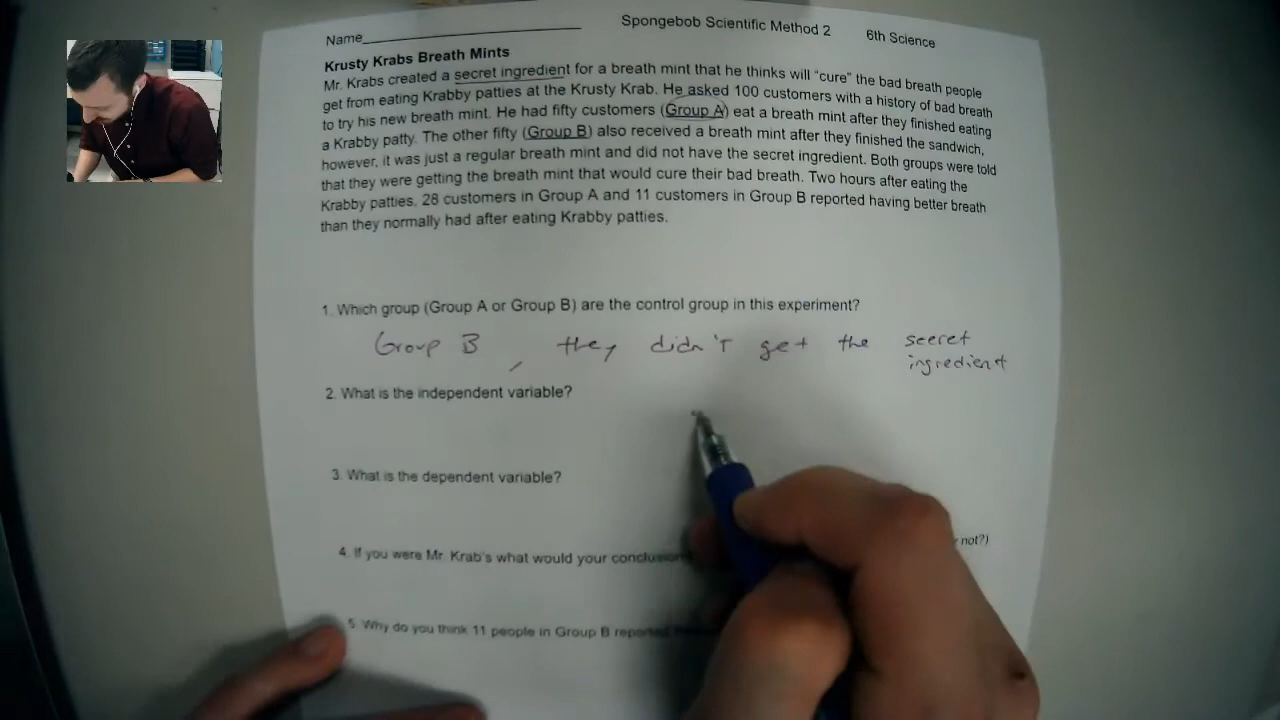 Name Spongebob Scientific Method 2 6th Science
Krusty Krabs Breath Mints
Mr. Krabs created a secret ingredient for a breath mint that he thinks will “cure” the bad breath people
get from eating Krabby patties at the Krusty Krab. He asked 100 customers with a history of bad breath
to try his new breath mint. He had fifty customers (Group A) eat a breath mint after they finished eating
a Krabby patty. The other fifty (Group B) also received a breath mint after they finished the sandwich,
however, it was just a regular breath mint and did not have the secret ingredient. Both groups were told
that they were getting the breath mint that would cure their bad breath. Two hours after eating the
Krabby patties, 28 customers in Group A and 11 customers in Group B reported having better breath
than they normally had after eating Krabby patties.
1. Which group (Group A or Group B) are the control group in this experiment?
Group B, they didn't get the secret
ingredient
2. What is the independent variable?
3. What is the dependent variable?
4. If you were Mr. Krab's what would your conclusion not?)
5. Why do you think 11 people in Group B reported